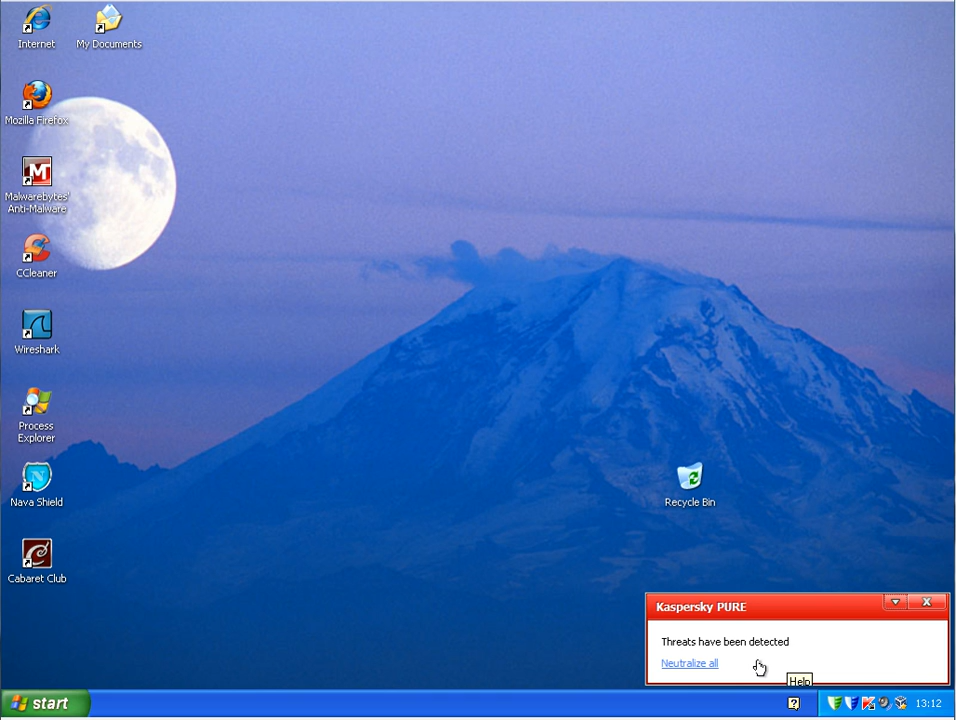 Internet
My Documents
Mozilla Firefox
Malwarebytes'
Anti-Malware
CCleaner
Wireshark
Process
Explorer
Nava Shield
Recycle Bin
Cabaret Club
Kaspersky PURE
Threats have been detected
Neutralize all
Help
start
13:12